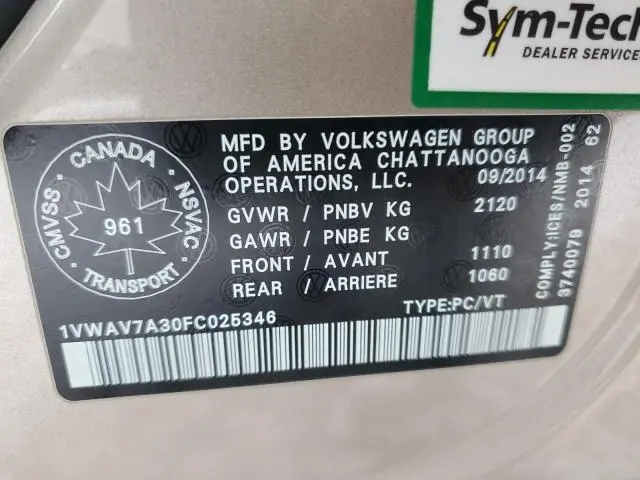 Sym-Tech
DEALER SERVICE
CANADA
CMVSS
NSVAC
961
TRANSPORT
MFD BY VOLKSWAGEN GROUP
OF AMERICA CHATTANOOGA
OPERATIONS, LLC. 09/2014
GVWR / PNBV KG 2120
GAWR / PNBE KG
FRONT / AVANT 1110
REAR / ARRIERE 1060
1VWAV7A30FC025346 TYPE:PC/VT
COMPLY:ICES/NMB-002
3740079 2014 62